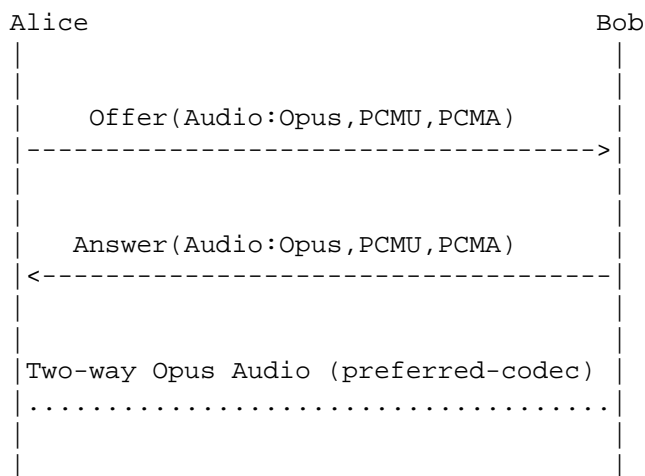 Alice Bob
Offer(Audio:Opus,PCMU,PCMA)
Answer(Audio:Opus,PCMU,PCMA)
Two-way Opus Audio (preferred-codec)